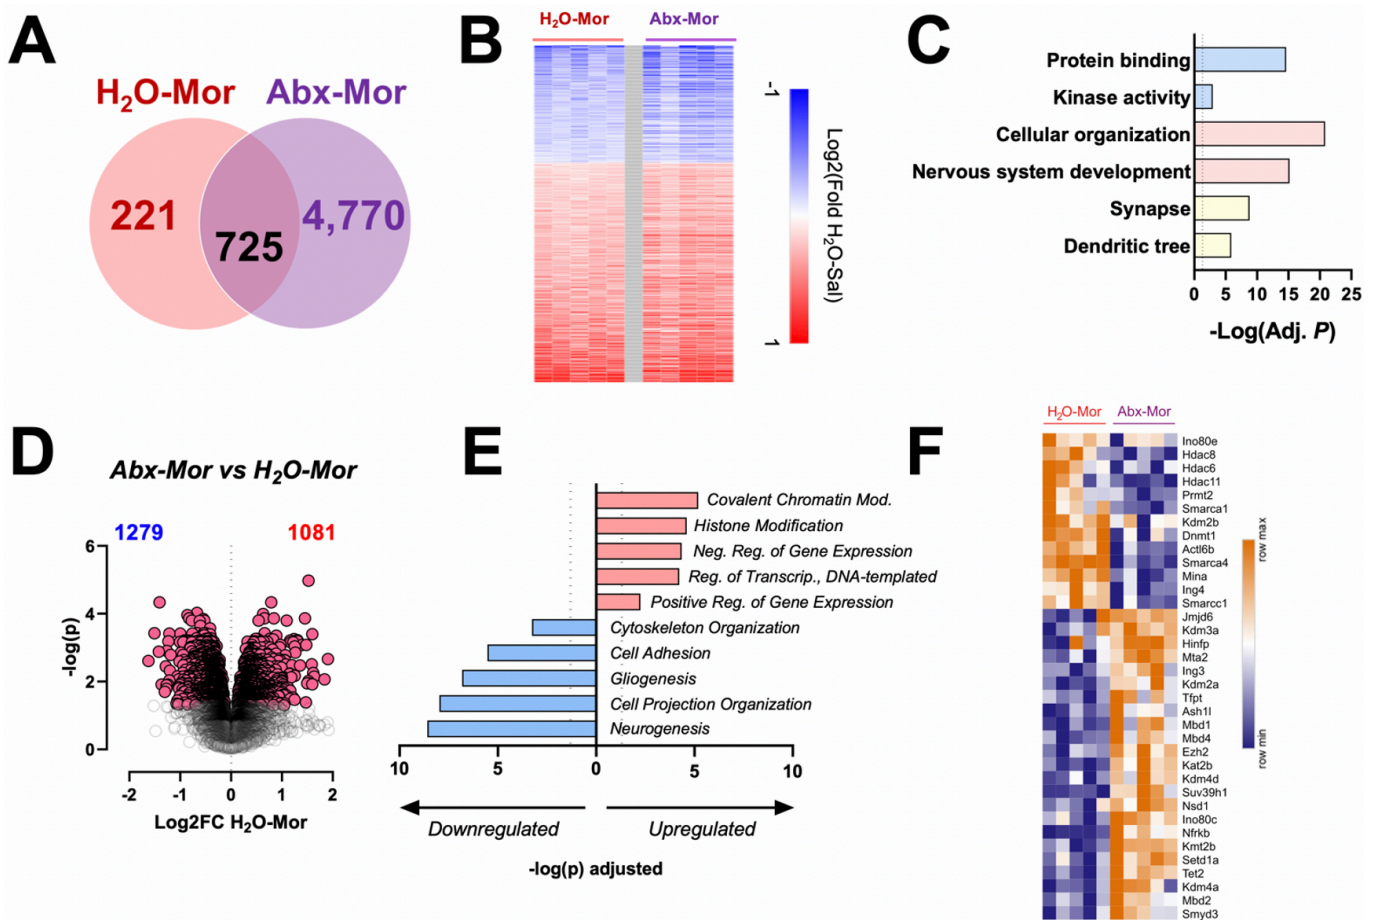 A
H2O-Mor
Abx-Mor
221
725
4,770
B
H2O-Mor
Abx-Mor
-1
1
Log2(Fold H2O-Sal)
C
Protein binding
Kinase activity
Cellular organization
Nervous system development
Synapse
Dendritic tree
0 5 10 15 20 25
-Log(Adj. P)
D
Abx-Mor vs H2O-Mor
1279
1081
-log(p)
6
4
2
0
-2 -1 0 1 2
Log2FC H2O-Mor
E
Covalent Chromatin Mod.
Histone Modification
Neg. Reg. of Gene Expression
Reg. of Transcrip., DNA-templated
Positive Reg. of Gene Expression
Cytoskeleton Organization
Cell Adhesion
Gliogenesis
Cell Projection Organization
Neurogenesis
10 5 0 5 10
Downregulated
Upregulated
-log(p) adjusted
F
H2O-Mor
Abx-Mor
Ino80e
Hdac8
Hdac6
Hdac11
Prmt2
Smarca1
Kdm2b
Dnmt1
Actl6b
Smarca4
Mina
Ing4
Smarcc1
Jmjd6
Kdm3a
Hinfp
Mta2
Ing3
Kdm2a
Tfpt
Ash1l
Mbd1
Mbd4
Ezh2
Kat2b
Kdm4d
Suv39h1
Nsd1
Ino80c
Nfrkb
Kmt2b
Setd1a
Tet2
Kdm4a
Mbd2
Smyd3
row max
row min